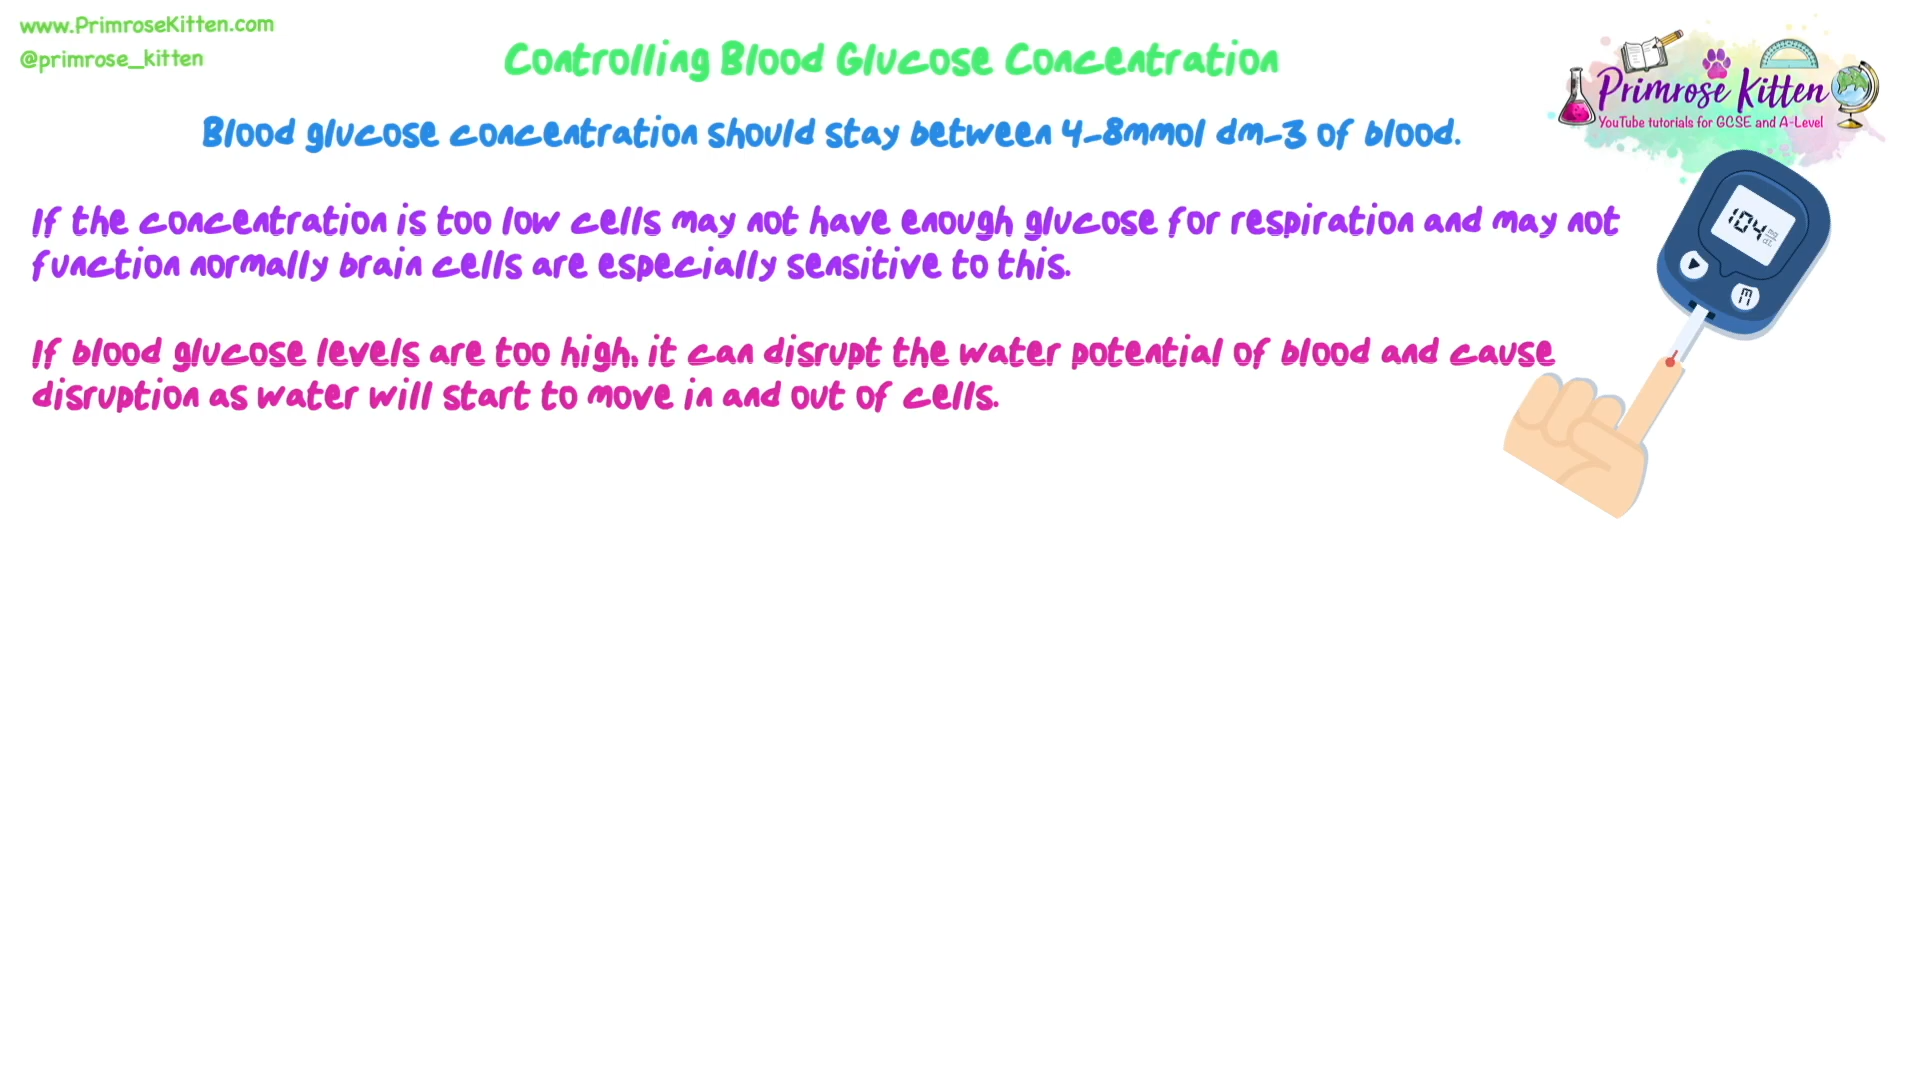 www.PrimroseKitten.com
@primrose_kitten
Controlling Blood Glucose Concentration
Primrose Kitten
YouTube tutorials for GCSE and A-Level
Blood glucose concentration should stay between 4-8mmol dm-3 of blood.
If the concentration is too low cells may not have enough glucose for respiration and may not
function normally brain cells are especially sensitive to this.
104 mg/dL
m
If blood glucose levels are too high, it can disrupt the water potential of blood and cause
disruption as water will start to move in and out of cells.